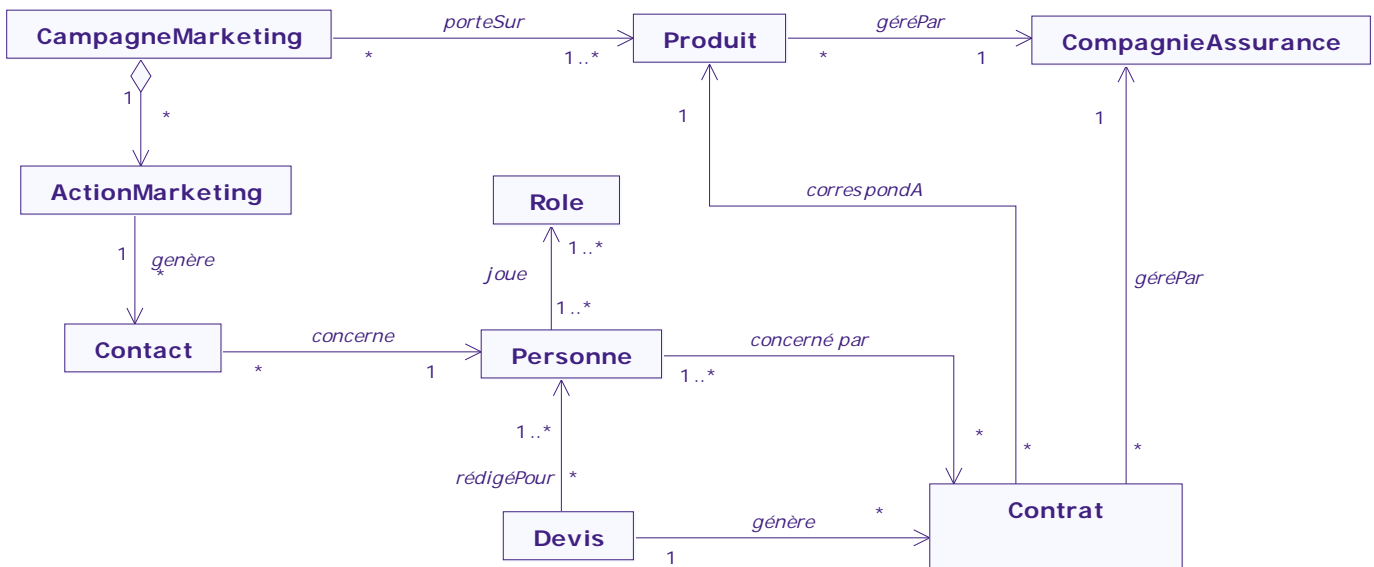 porteSur
géréPar
CampagneMarketing
Produit
CompagnieAssurance
*
1..*
*
1
1
*
1
1
ActionMarketing
correspondA
Role
1
genère
*
1..*
joue
géréPar
1..*
Contact
concerne
Personne
concerné par
*
1
1..*
1..*
*
*
*
rédigéPour
*
Contrat
génère
*
Devis
1